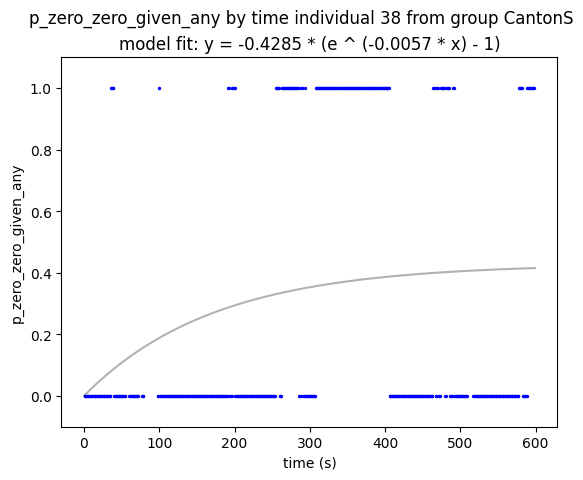 p_zero_zero_given_any by time individual 38 from group CantonS
model fit: y = -0.4285 * (e ^ (-0.0057 * x) - 1)
1.0
0.8
0.6
0.4
0.2
0.0
p_zero_zero_given_any
0 100 200 300 400 500 600
time (s)